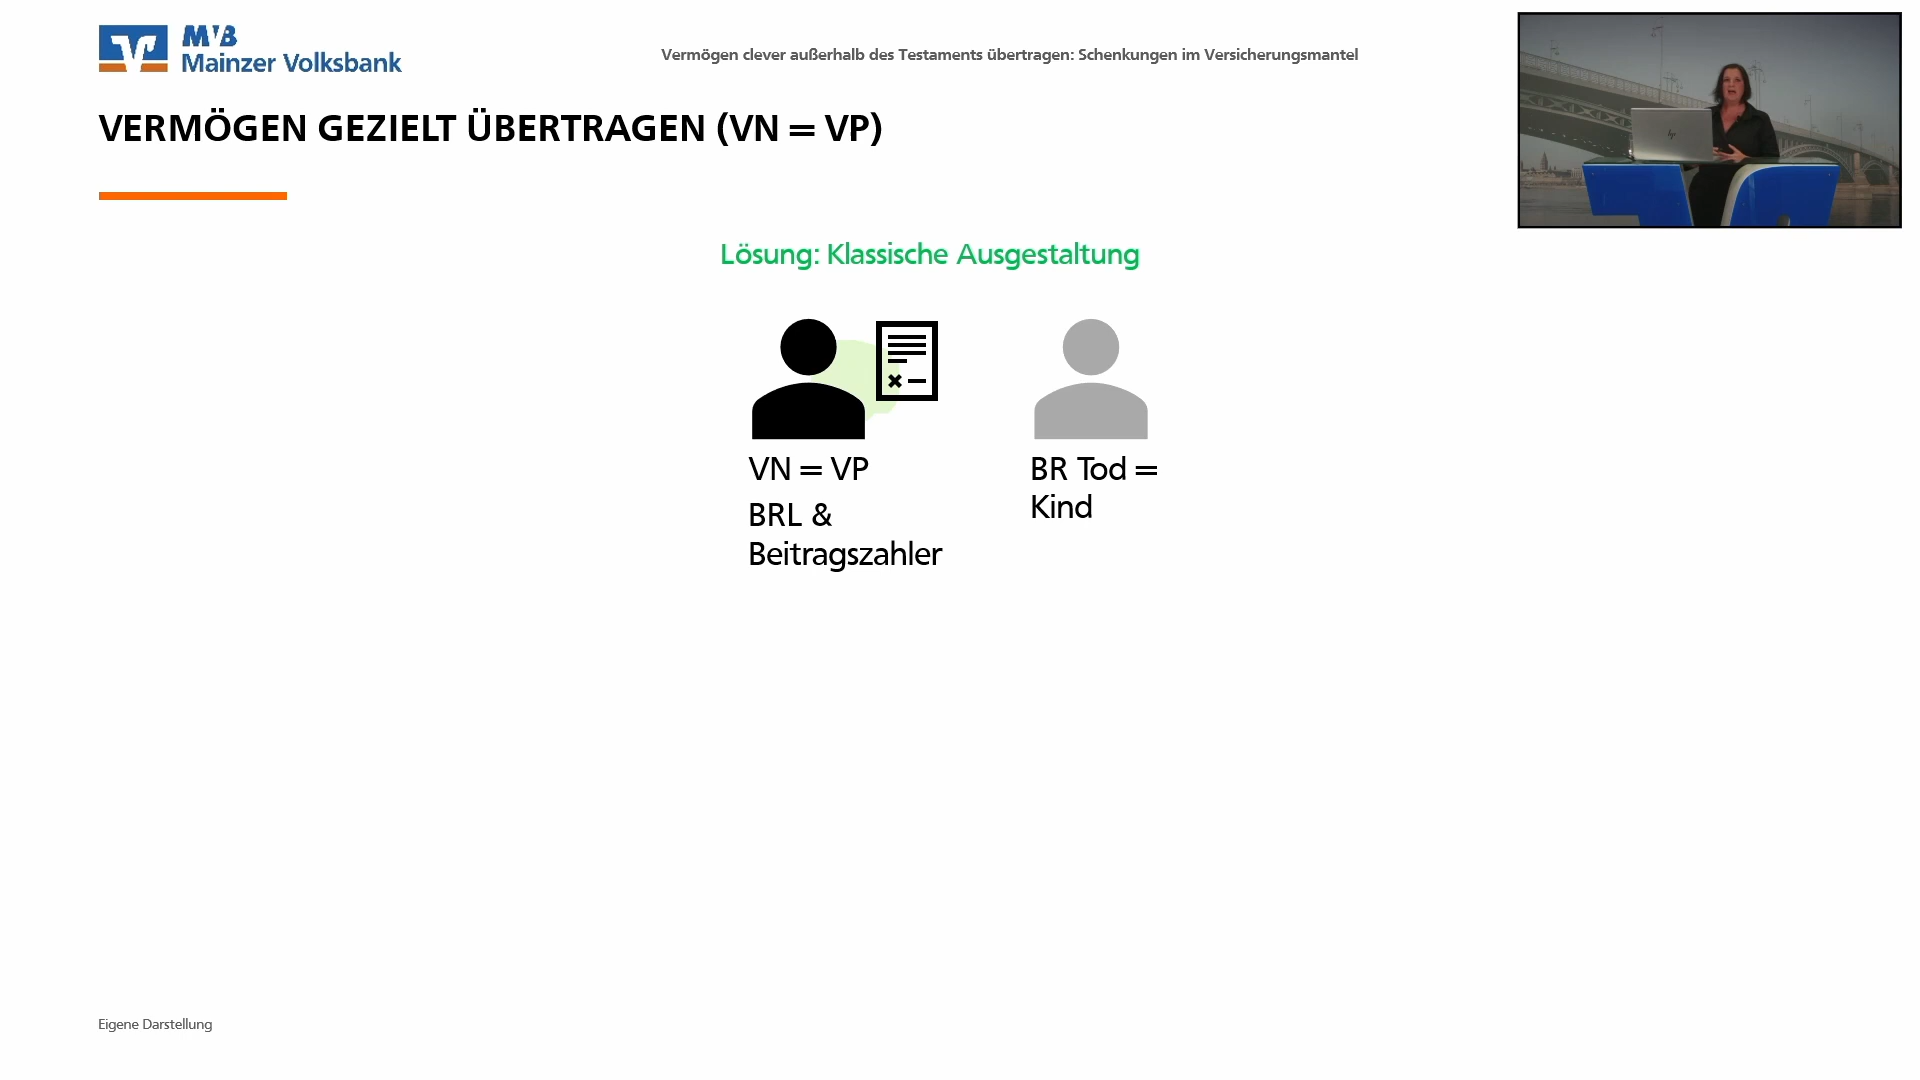 MVB
Mainzer Volksbank
Vermögen clever außerhalb des Testaments übertragen: Schenkungen im Versicherungsmantel
VERMÖGEN GEZIELT ÜBERTRAGEN (VN = VP)
Lösung: Klassische Ausgestaltung
VN = VP
BRL &
Beitragszahler
BR Tod =
Kind
Eigene Darstellung